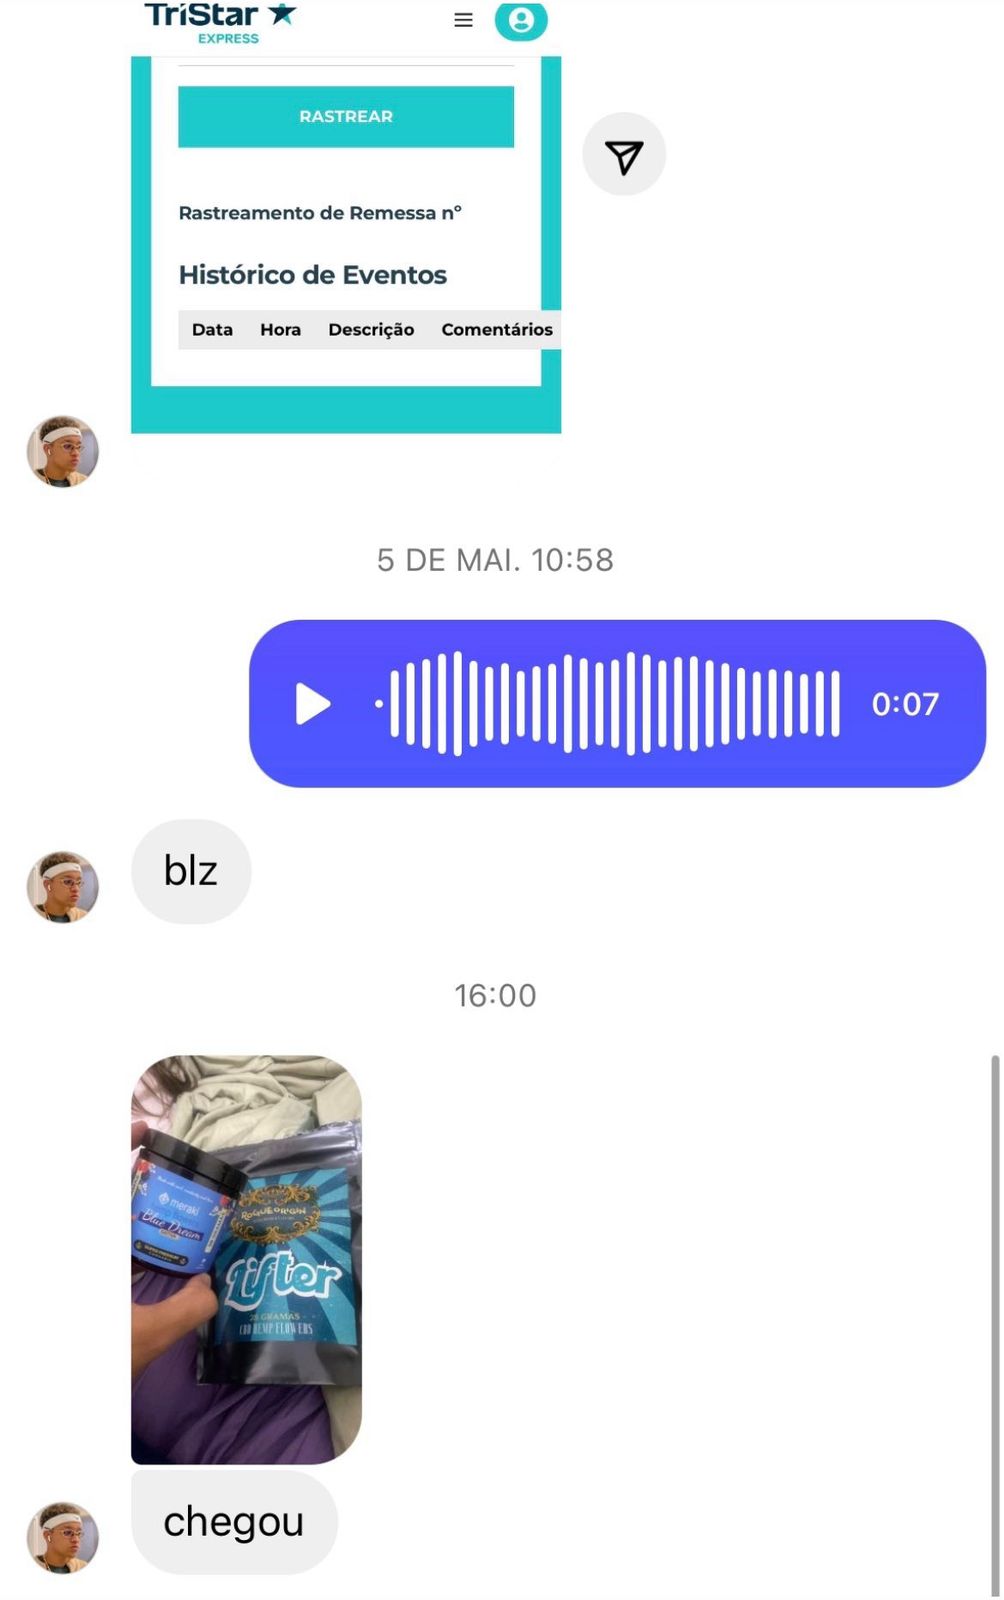 TriStar
EXPRESS
RASTREAR
Rastreamento de Remessa nº
Histórico de Eventos
Data Hora Descrição Comentários
5 DE MAI. 10:58
0:07
blz
16:00
meraki
Blue Dream
ROGUE ORIGIN
Lifter
GRAMAS
CBD HEMP FLOWERS
chegou